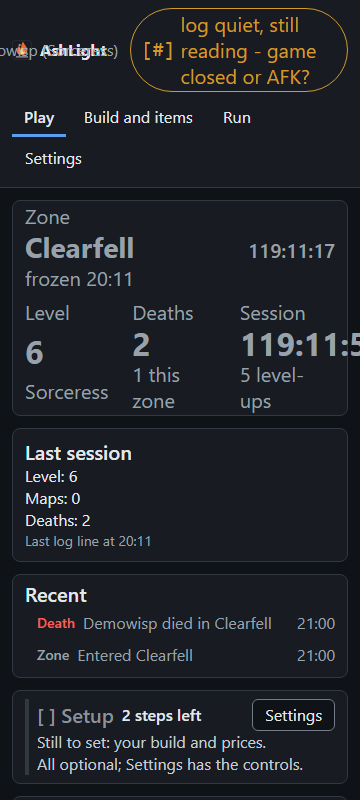 AshLight
[#] log quiet, still
reading - game
closed or AFK?
Play Build and items Run
Settings
Zone
Clearfell 119:11:17
frozen 20:11
Level Deaths Session
6 2 119:11:5
Sorceress 1 this zone 5 level-ups
Last session
Level: 6
Maps: 0
Deaths: 2
Last log line at 20:11
Recent
Death Demowisp died in Clearfell 21:00
Zone Entered Clearfell 21:00
[ ] Setup 2 steps left Settings
Still to set: your build and prices.
All optional; Settings has the controls.